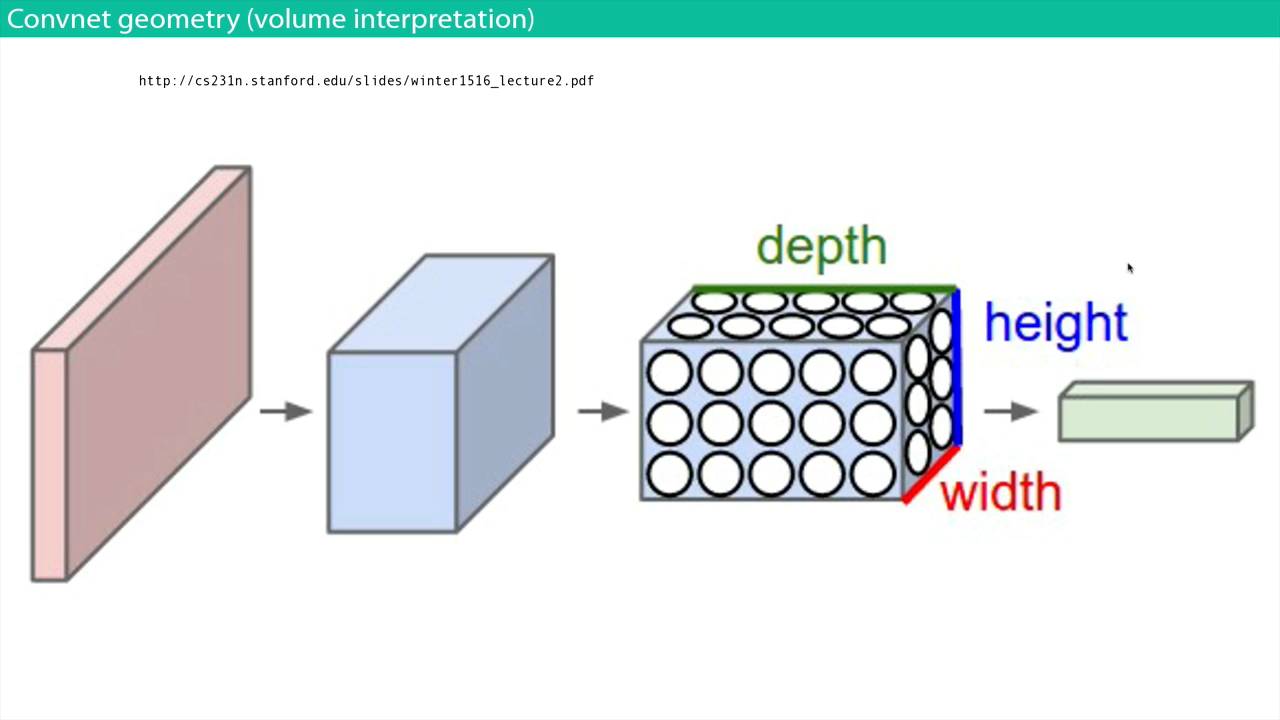 Convnet geometry (volume interpretation)
http://cs231n.stanford.edu/slides/winter1516_lecture2.pdf
depth
height
width